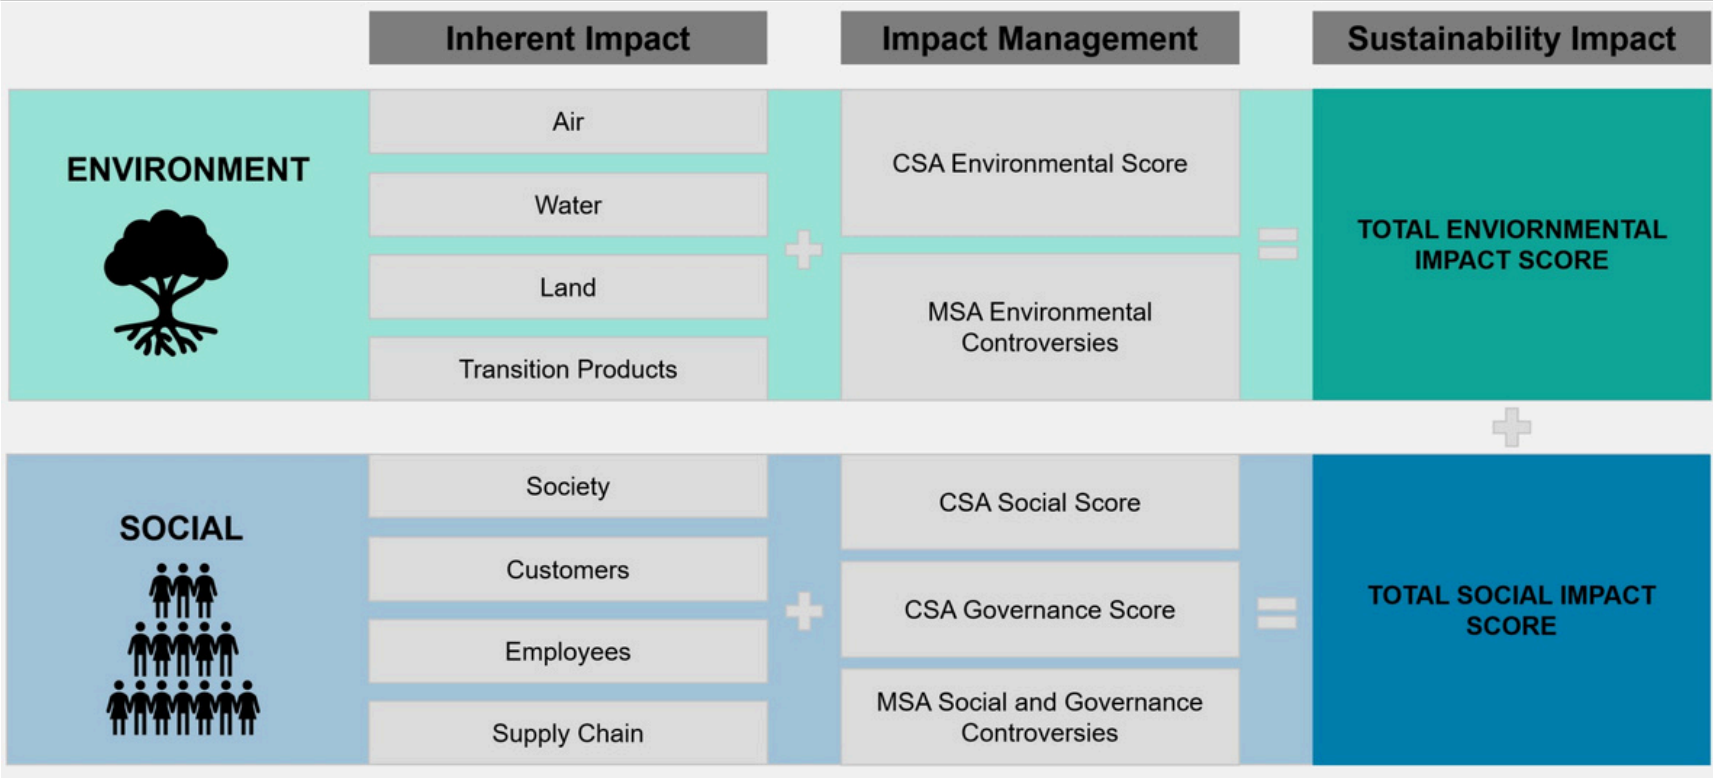 Inherent Impact
Impact Management
Sustainability Impact
ENVIRONMENT
Air
Water
Land
Transition Products
CSA Environmental Score
MSA Environmental
Controversies
TOTAL ENVIORNMENTAL
IMPACT SCORE
SOCIAL
Society
Customers
Employees
Supply Chain
CSA Social Score
CSA Governance Score
MSA Social and Governance
Controversies
TOTAL SOCIAL IMPACT
SCORE